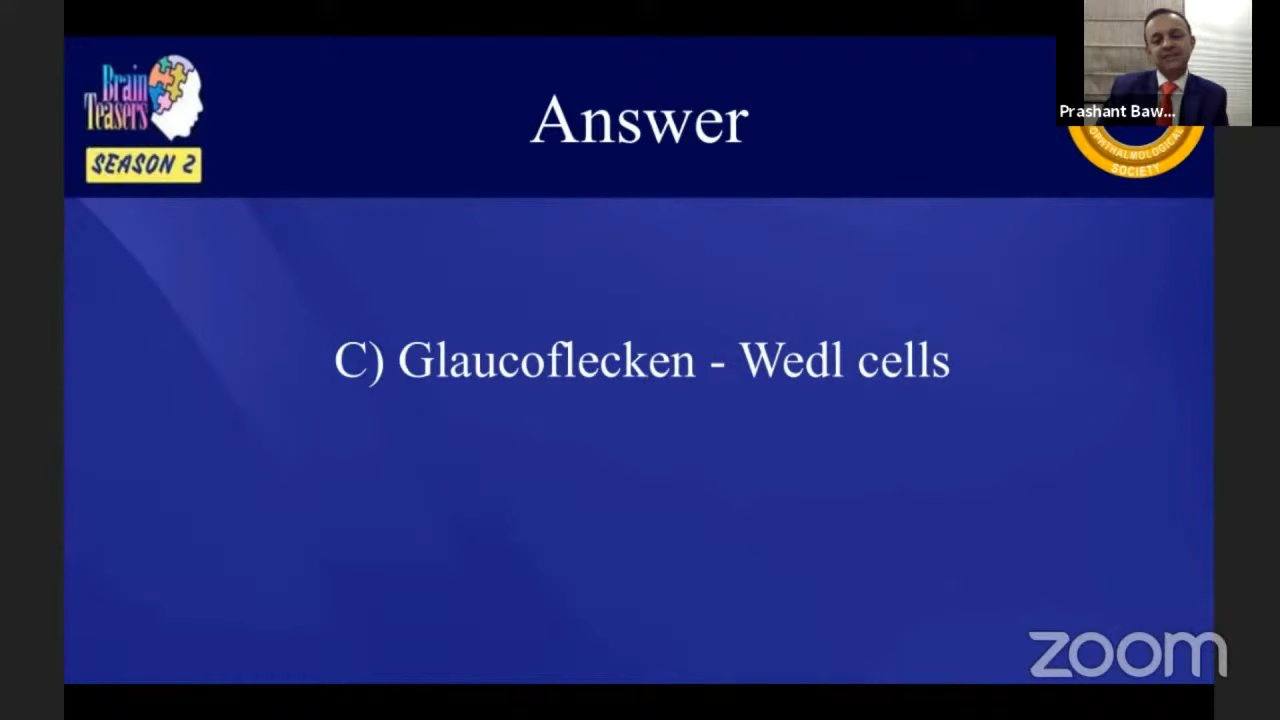 Brain
Teasers
SEASON 2
Answer
Prashant Baw...
OPHTHALMOLOGICAL
SOCIETY
C) Glaucoflecken - Wedl cells
zoom